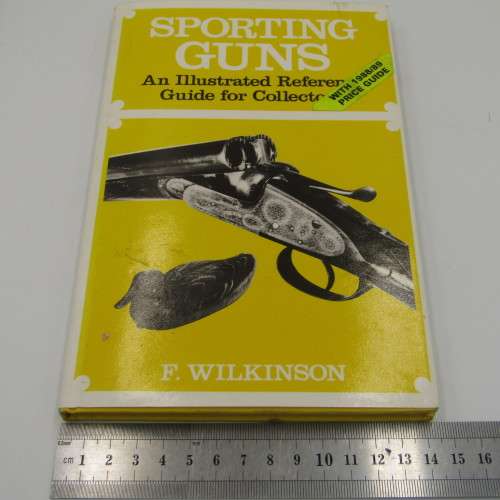 SPORTING
GUNS
An Illustrated Referen
Guide for Collecto
WITH 1988/89
PRICE GUIDE
F. WILKINSON
cm 1 2 3 4 5 6 7 8 9 10 11 12 13 14 15 16